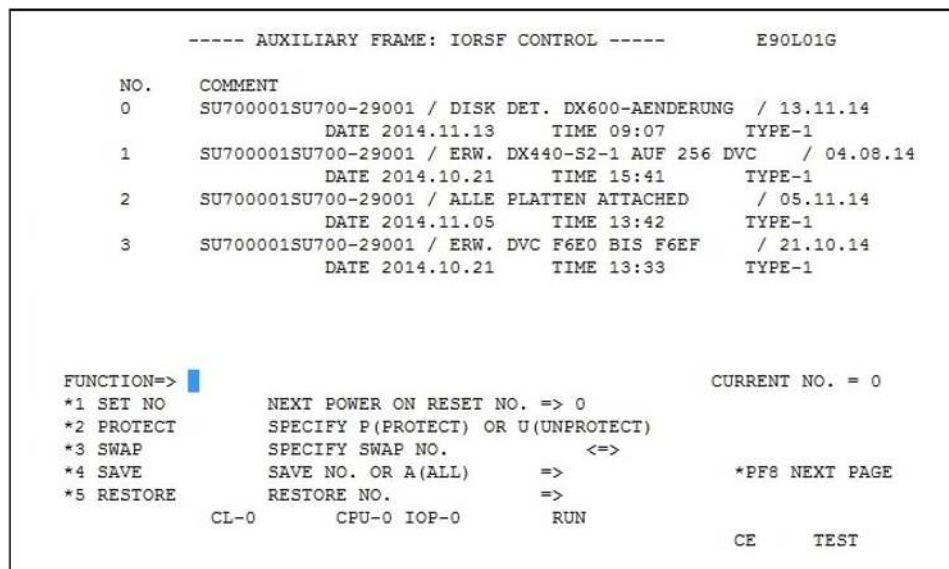 ----- AUXILIARY FRAME: IORSF CONTROL ----- E90L01G
NO. COMMENT
0 SU700001SU700-29001 / DISK DET. DX600-AENDERUNG / 13.11.14
DATE 2014.11.13 TIME 09:07 TYPE-1
1 SU700001SU700-29001 / ERW. DX440-S2-1 AUF 256 DVC / 04.08.14
DATE 2014.10.21 TIME 15:41 TYPE-1
2 SU700001SU700-29001 / ALLE PLATTEN ATTACHED / 05.11.14
DATE 2014.11.05 TIME 13:42 TYPE-1
3 SU700001SU700-29001 / ERW. DVC F6E0 BIS F6EF / 21.10.14
DATE 2014.10.21 TIME 13:33 TYPE-1
FUNCTION=> CURRENT NO. = 0
*1 SET NO NEXT POWER ON RESET NO. => 0
*2 PROTECT SPECIFY P(PROTECT) OR U(UNPROTECT)
*3 SWAP SPECIFY SWAP NO. <=>
*4 SAVE SAVE NO. OR A(ALL) => *PF8 NEXT PAGE
*5 RESTORE RESTORE NO. =>
CL-0 CPU-0 IOP-0 RUN
CE TEST